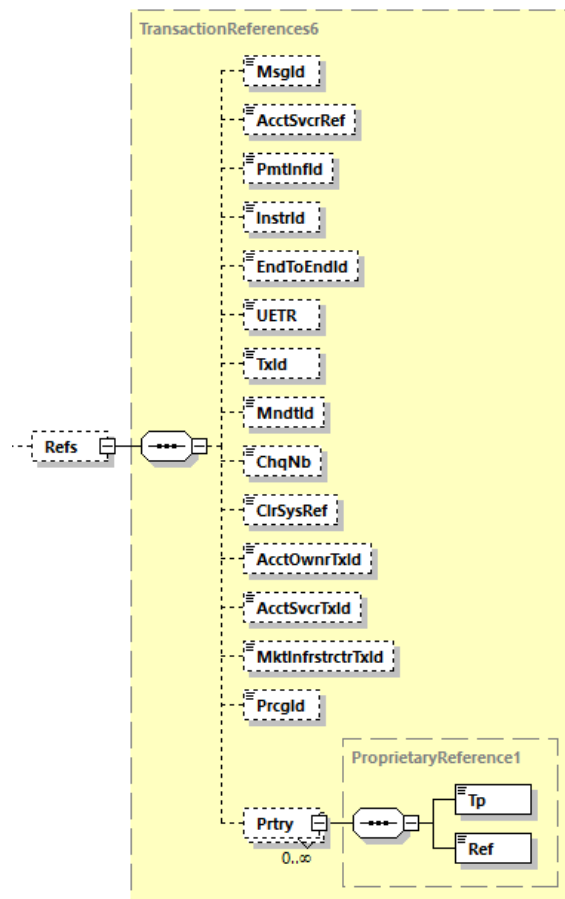 TransactionReferences6
MsgId
AcctSvcrRef
PmtInfId
InstrId
EndToEndId
UETR
TxId
MndtId
Refs
ChqNb
ClrSysRef
AcctOwnrTxId
AcctSvcrTxId
MktInfrstrctrTxId
PrcgId
ProprietaryReference1
Tp
Prtry
Ref
0..∞